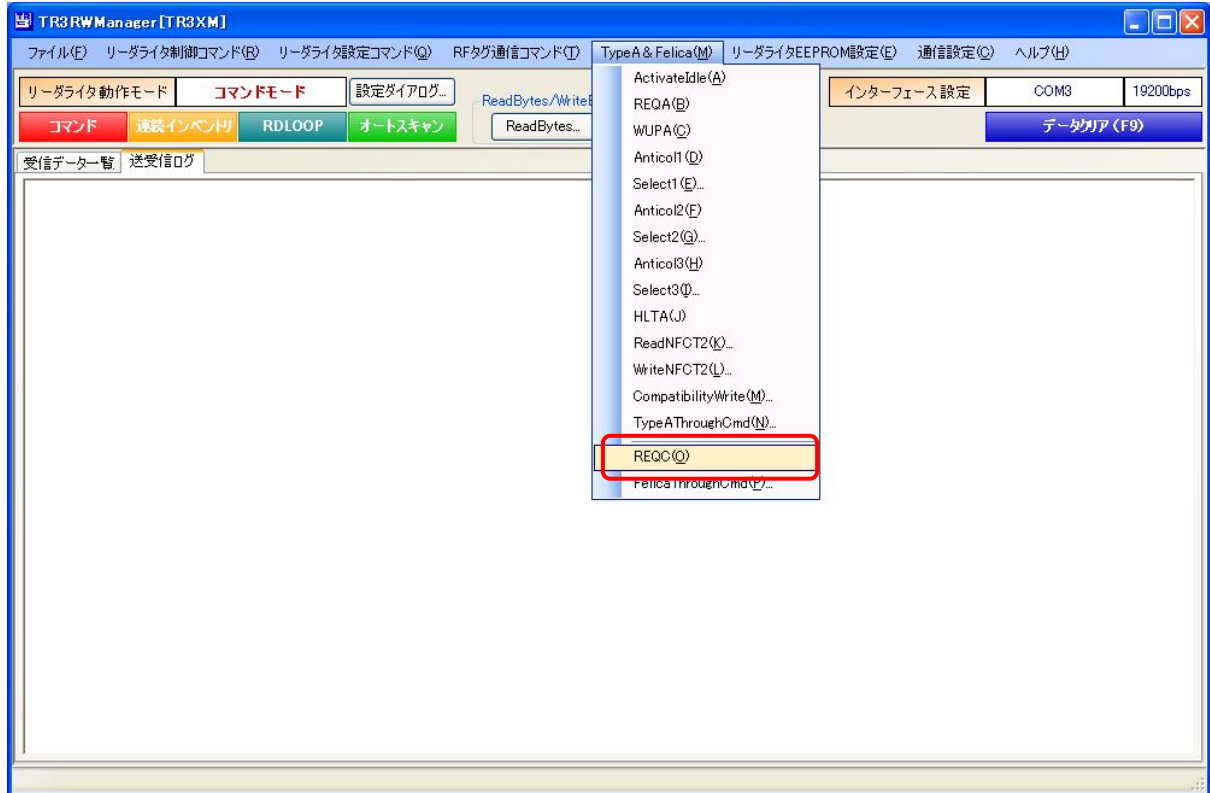 TR3RWManager[TR3XM]
ファイル(F) リーダライタ制御コマンド(R) リーダライタ設定コマンド(Q) RFタグ通信コマンド(T) TypeA&Felica(M) リーダライタEEPROM設定(E) 通信設定(C) ヘルプ(H)
リーダライタ動作モード コマンドモード 設定ダイアログ... ReadBytes/WriteB インターフェース設定 COM3 19200bps
コマンド 連続インベントリ RDLOOP オートスキャン ReadBytes... データクリア(F9)
受信データ一覧 送受信ログ
ActivateIdle(A)
REQA(B)
WUPA(C)
Anticol1(D)
Select1(E)...
Anticol2(F)
Select2(G)...
Anticol3(H)
Select3(I)...
HLTA(J)
ReadNFCT2(K)...
WriteNFCT2(L)...
CompatibilityWrite(M)...
TypeAThroughCmd(N)...
REQC(O)
FelicaThroughCmd(P)...